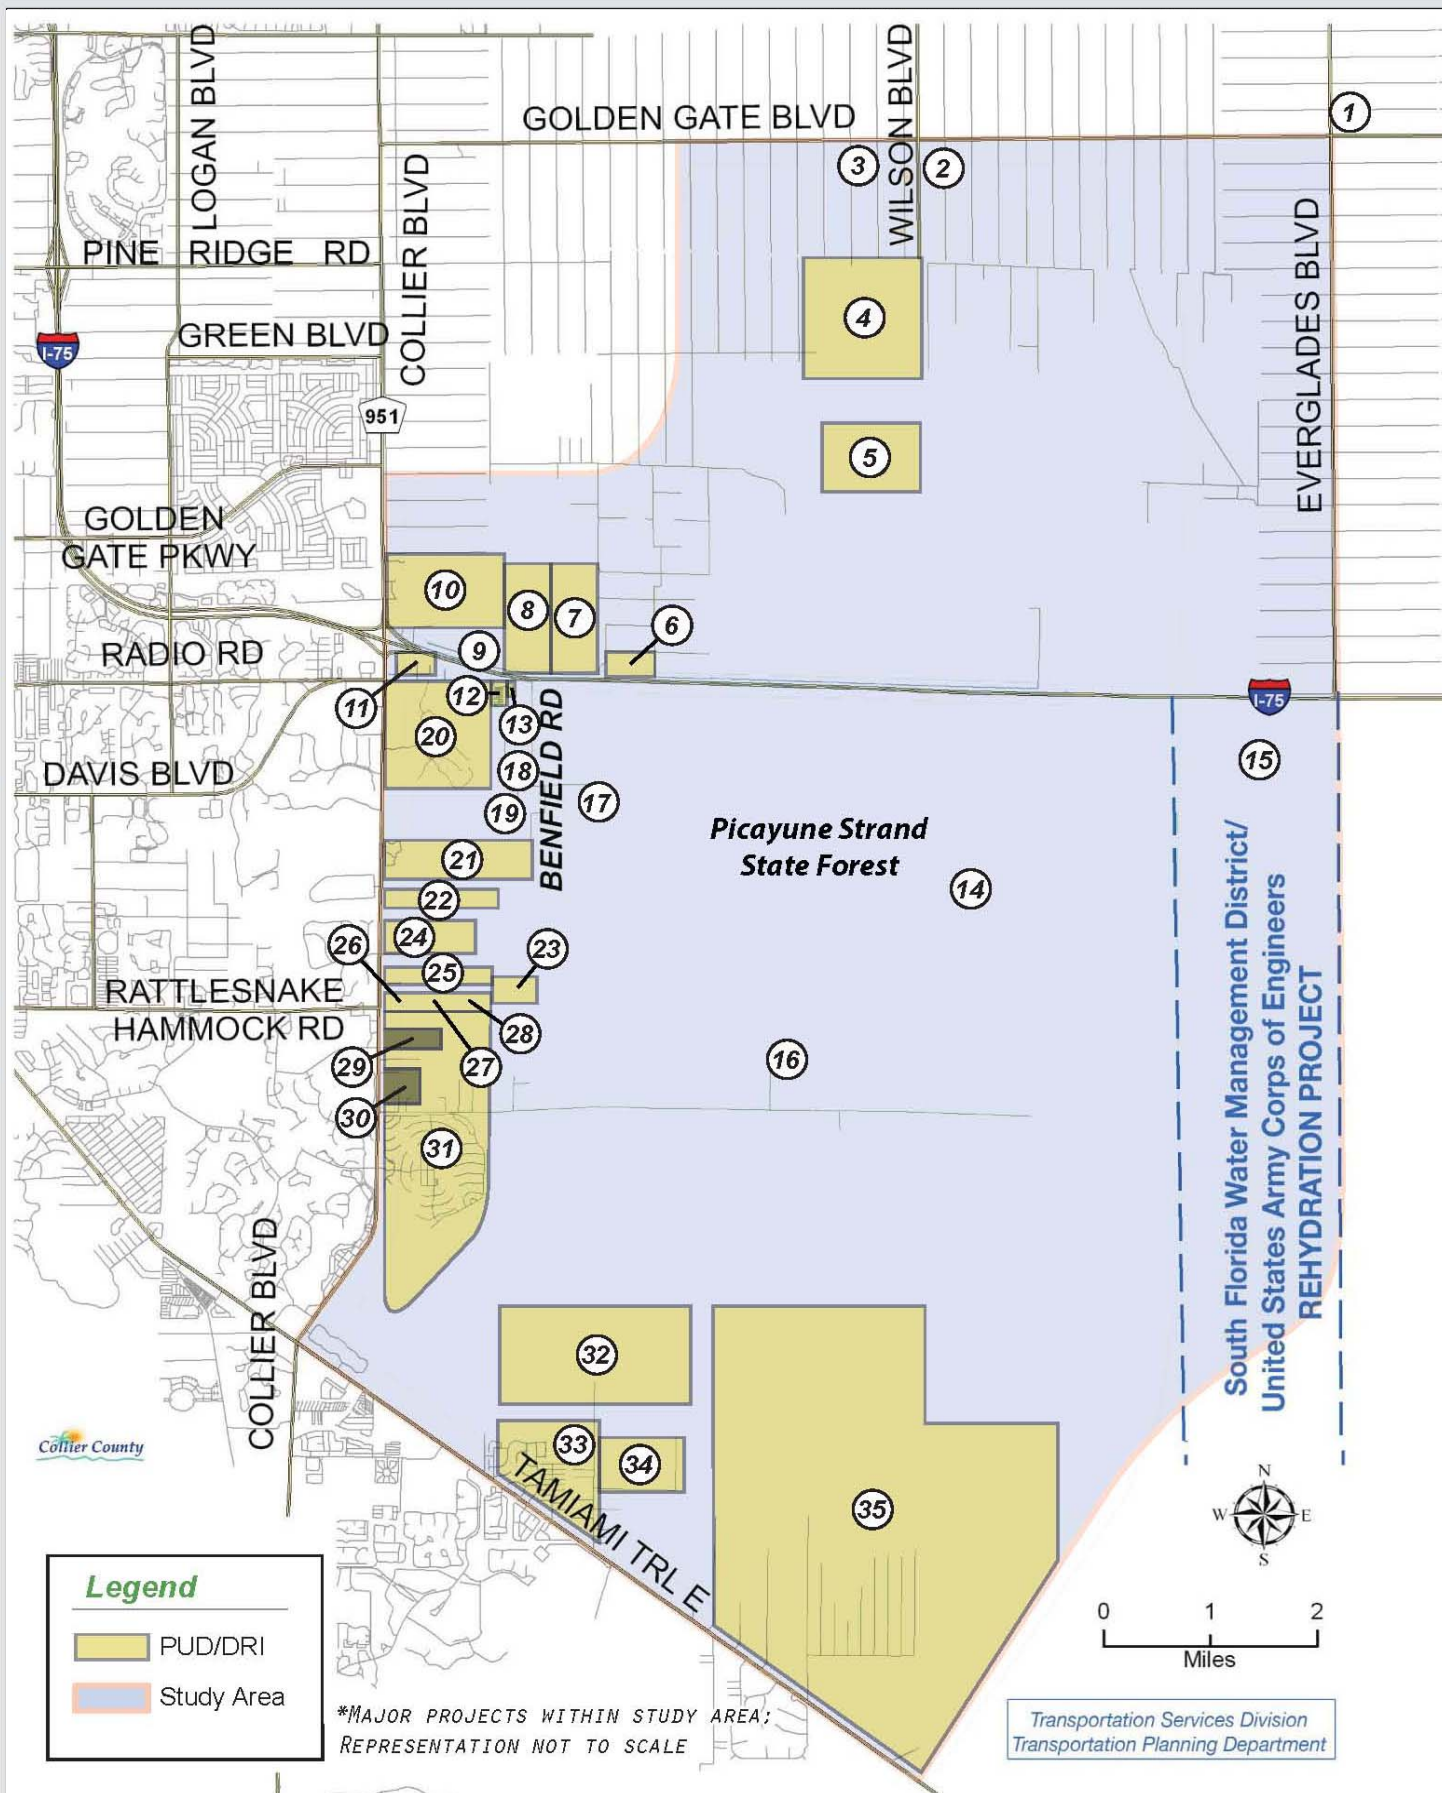 LOGAN BLVD
WILSON BLVD
GOLDEN GATE BLVD
1
3
2
COLLIER BLVD
PINE RIDGE RD
EVERGLADES BLVD
4
GREEN BLVD
I-75
951
5
GOLDEN
GATE PKWY
10
8
7
6
RADIO RD
9
11
12
13
I-75
20
15
DAVIS BLVD
18
BENFIELD RD
17
19
Picayune Strand
State Forest
21
14
22
24
26
23
25
RATTLESNAKE
HAMMOCK RD
28
29
27
16
30
31
South Florida Water Management District/
United States Army Corps of Engineers
REHYDRATION PROJECT
COLLIER BLVD
32
33
34
Collier County
TAMIAMI TRL E
35
N
W
E
S
Legend
PUD/DRI
Study Area
0 1 2
Miles
*MAJOR PROJECTS WITHIN STUDY AREA;
REPRESENTATION NOT TO SCALE
Transportation Services Division
Transportation Planning Department